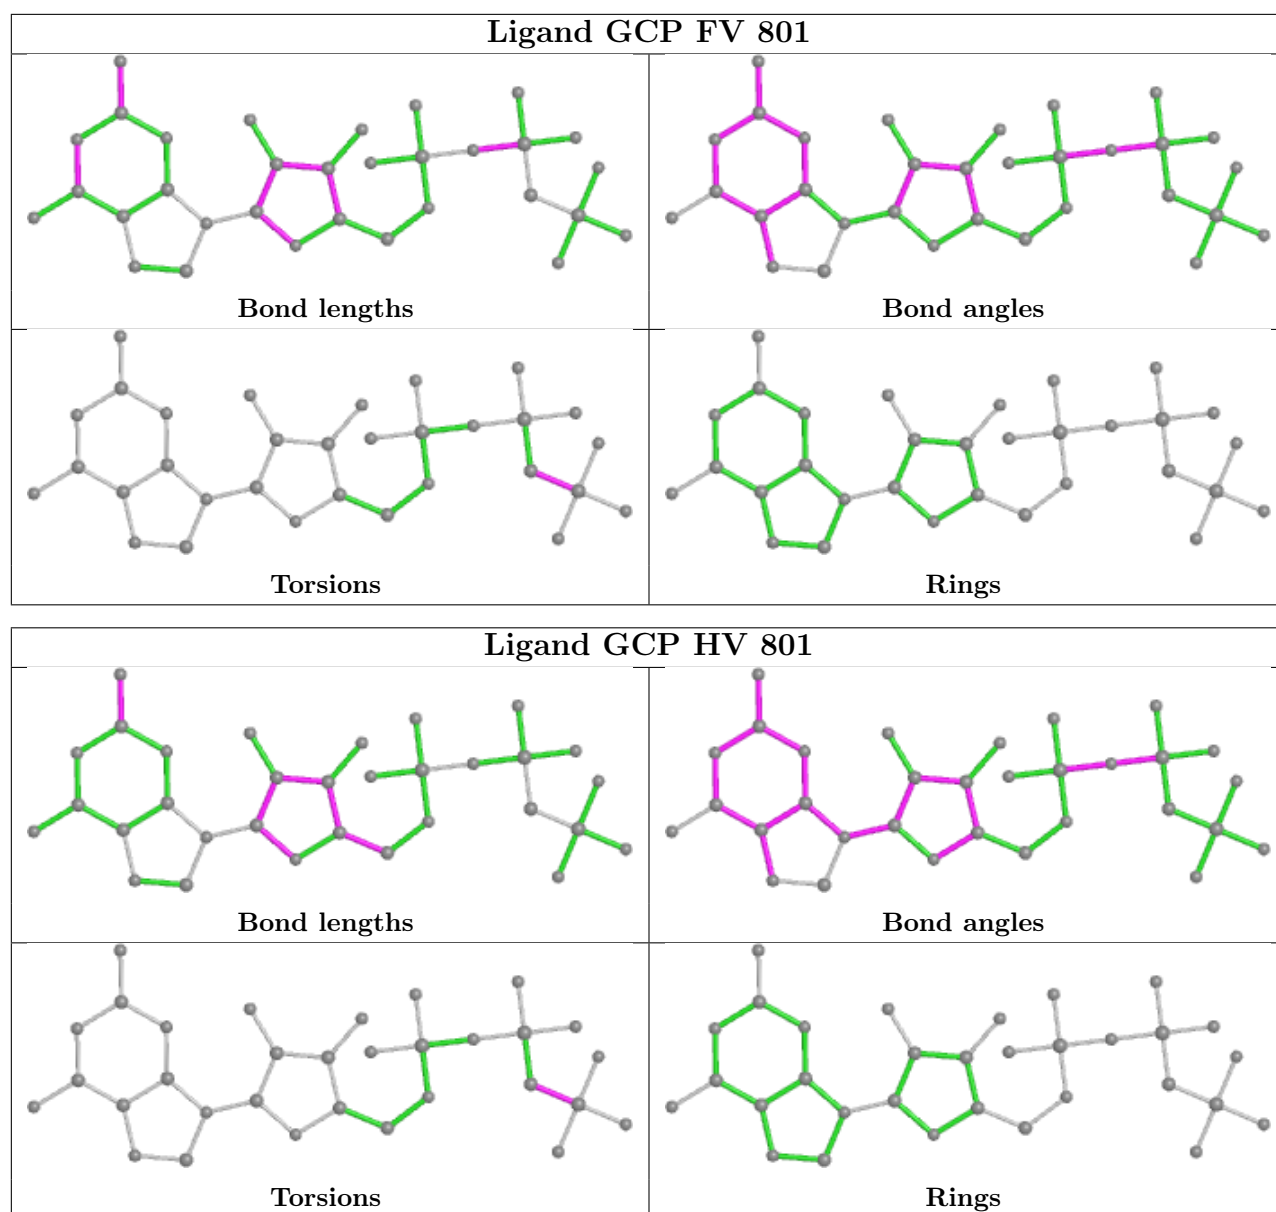 Ligand GCP FV 801
Bond lengths
Bond angles
Torsions
Rings
Ligand GCP HV 801
Bond lengths
Bond angles
Torsions
Rings